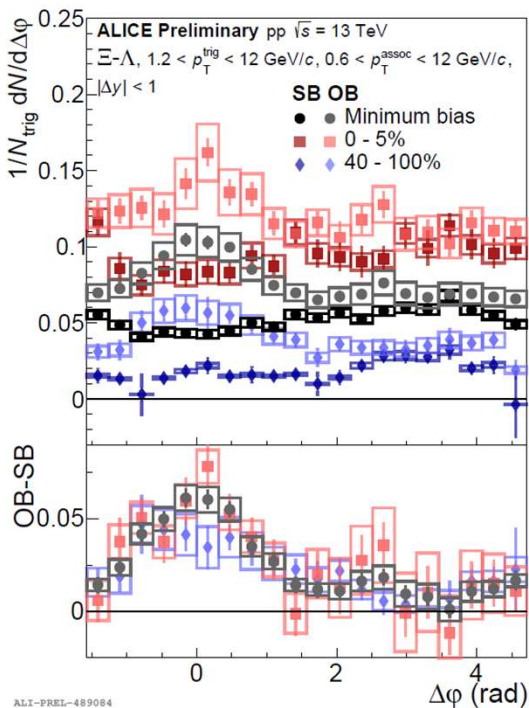 ALICE Preliminary pp √s = 13 TeV
Ξ-Λ, 1.2 < p_T^trig < 12 GeV/c, 0.6 < p_T^assoc < 12 GeV/c,
|Δy| < 1
SB OB
Minimum bias
0 - 5%
40 - 100%
1/N_trig dN/dΔφ
0.25
0.2
0.15
0.1
0.05
0
OB-SB
0.05
0
0 2 4
Δφ (rad)
ALI-PREL-489084